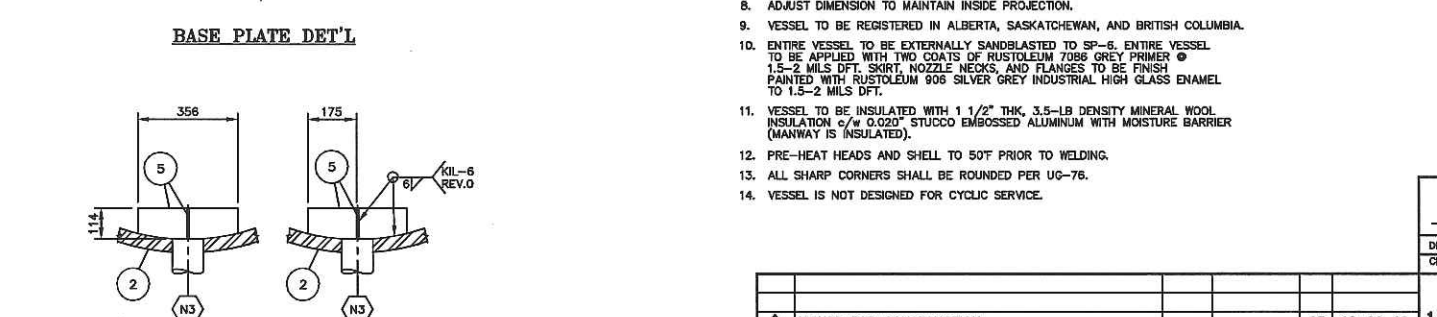 BASE PLATE DET'L
356
175
5
5
6
KIL-6
REV.0
114
2
2
N3
N3
8. ADJUST DIMENSION TO MAINTAIN INSIDE PROJECTION.
9. VESSEL TO BE REGISTERED IN ALBERTA, SASKATCHEWAN, AND BRITISH COLUMBIA.
10. ENTIRE VESSEL TO BE EXTERNALLY SANDBLASTED TO SP-6. ENTIRE VESSEL
TO BE APPLIED WITH TWO COATS OF RUSTOLEUM 7086 GREY PRIMER @
1.5-2 MILS DFT. SKIRT, NOZZLE NECKS, AND FLANGES TO BE FINISH
PAINTED WITH RUSTOLEUM 906 SILVER GREY INDUSTRIAL HIGH GLASS ENAMEL
TO 1.5-2 MILS DFT.
11. VESSEL TO BE INSULATED WITH 1 1/2" THK, 3.5-LB DENSITY MINERAL WOOL
INSULATION c/w 0.020" STUCCO EMBOSSED ALUMINUM WITH MOISTURE BARRIER
(MANWAY IS INSULATED).
12. PRE-HEAT HEADS AND SHELL TO 50°F PRIOR TO WELDING.
13. ALL SHARP CORNERS SHALL BE ROUNDED PER UG-76.
14. VESSEL IS NOT DESIGNED FOR CYCLIC SERVICE.